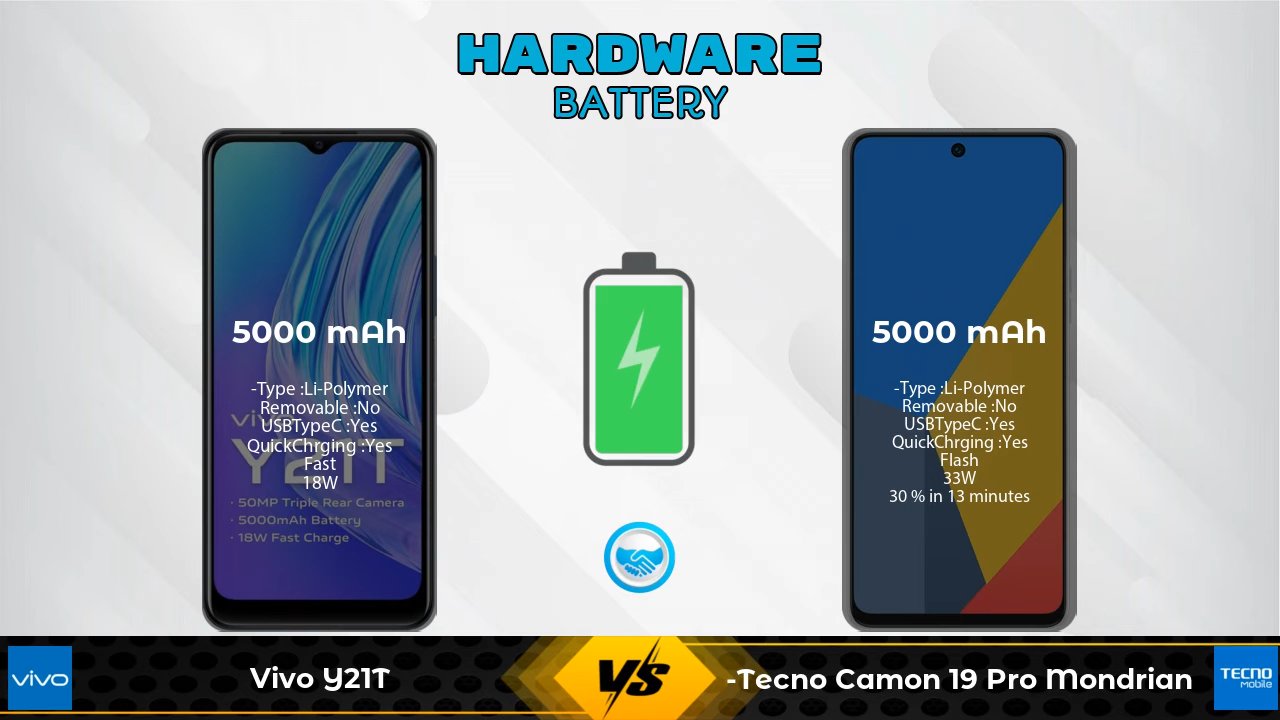 HARDWARE
BATTERY
5000 mAh
-Type :Li-Polymer
Removable :No
USBTypeC :Yes
QuickChrging :Yes
Fast
18W
vivo
Y21T
• 50MP Triple Rear Camera
• 5000mAh Battery
• 18W Fast Charge
5000 mAh
-Type :Li-Polymer
Removable :No
USBTypeC :Yes
QuickChrging :Yes
Flash
33W
30 % in 13 minutes
vivo
Vivo Y21T
VS
-Tecno Camon 19 Pro Mondrian
TECNO
mobile